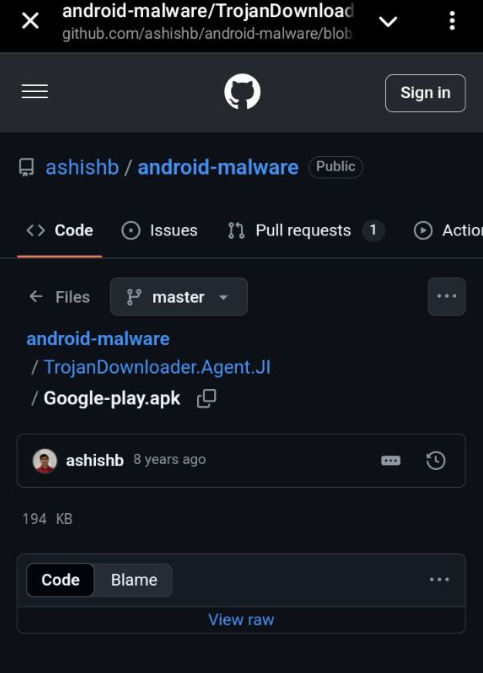 android-malware/TrojanDownload
github.com/ashishb/android-malware/blob
Sign in
ashishb / android-malware Public
Code Issues Pull requests 1 Actio
Files master
android-malware
/ TrojanDownloader.Agent.JI
/ Google-play.apk
ashishb 8 years ago
194 KB
Code Blame
View raw